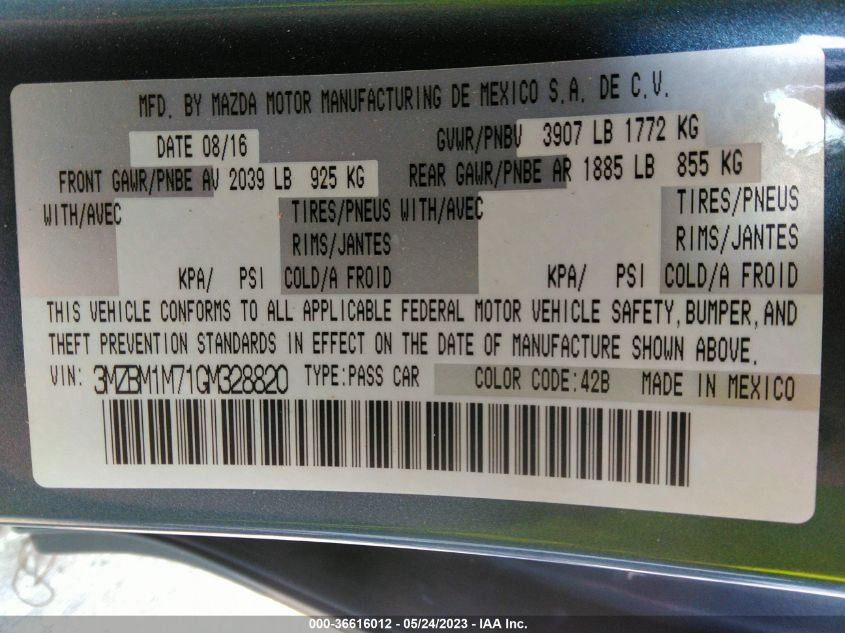 MFD. BY MAZDA MOTOR MANUFACTURING DE MEXICO S.A. DE C.V.
DATE 08/16 GVWR/PNBV 3907 LB 1772 KG
FRONT GAWR/PNBE AV 2039 LB 925 KG REAR GAWR/PNBE AR 1885 LB 855 KG
WITH/AVEC TIRES/PNEUS WITH/AVEC TIRES/PNEUS
RIMS/JANTES RIMS/JANTES
KPA/ PSI COLD/A FROID KPA/ PSI COLD/A FROID
THIS VEHICLE CONFORMS TO ALL APPLICABLE FEDERAL MOTOR VEHICLE SAFETY, BUMPER, AND
THEFT PREVENTION STANDARDS IN EFFECT ON THE DATE OF MANUFACTURE SHOWN ABOVE.
VIN: 3MZBM1M71GM328820 TYPE:PASS CAR COLOR CODE:42B MADE IN MEXICO
000-36616012 - 05/24/2023 - IAA Inc.